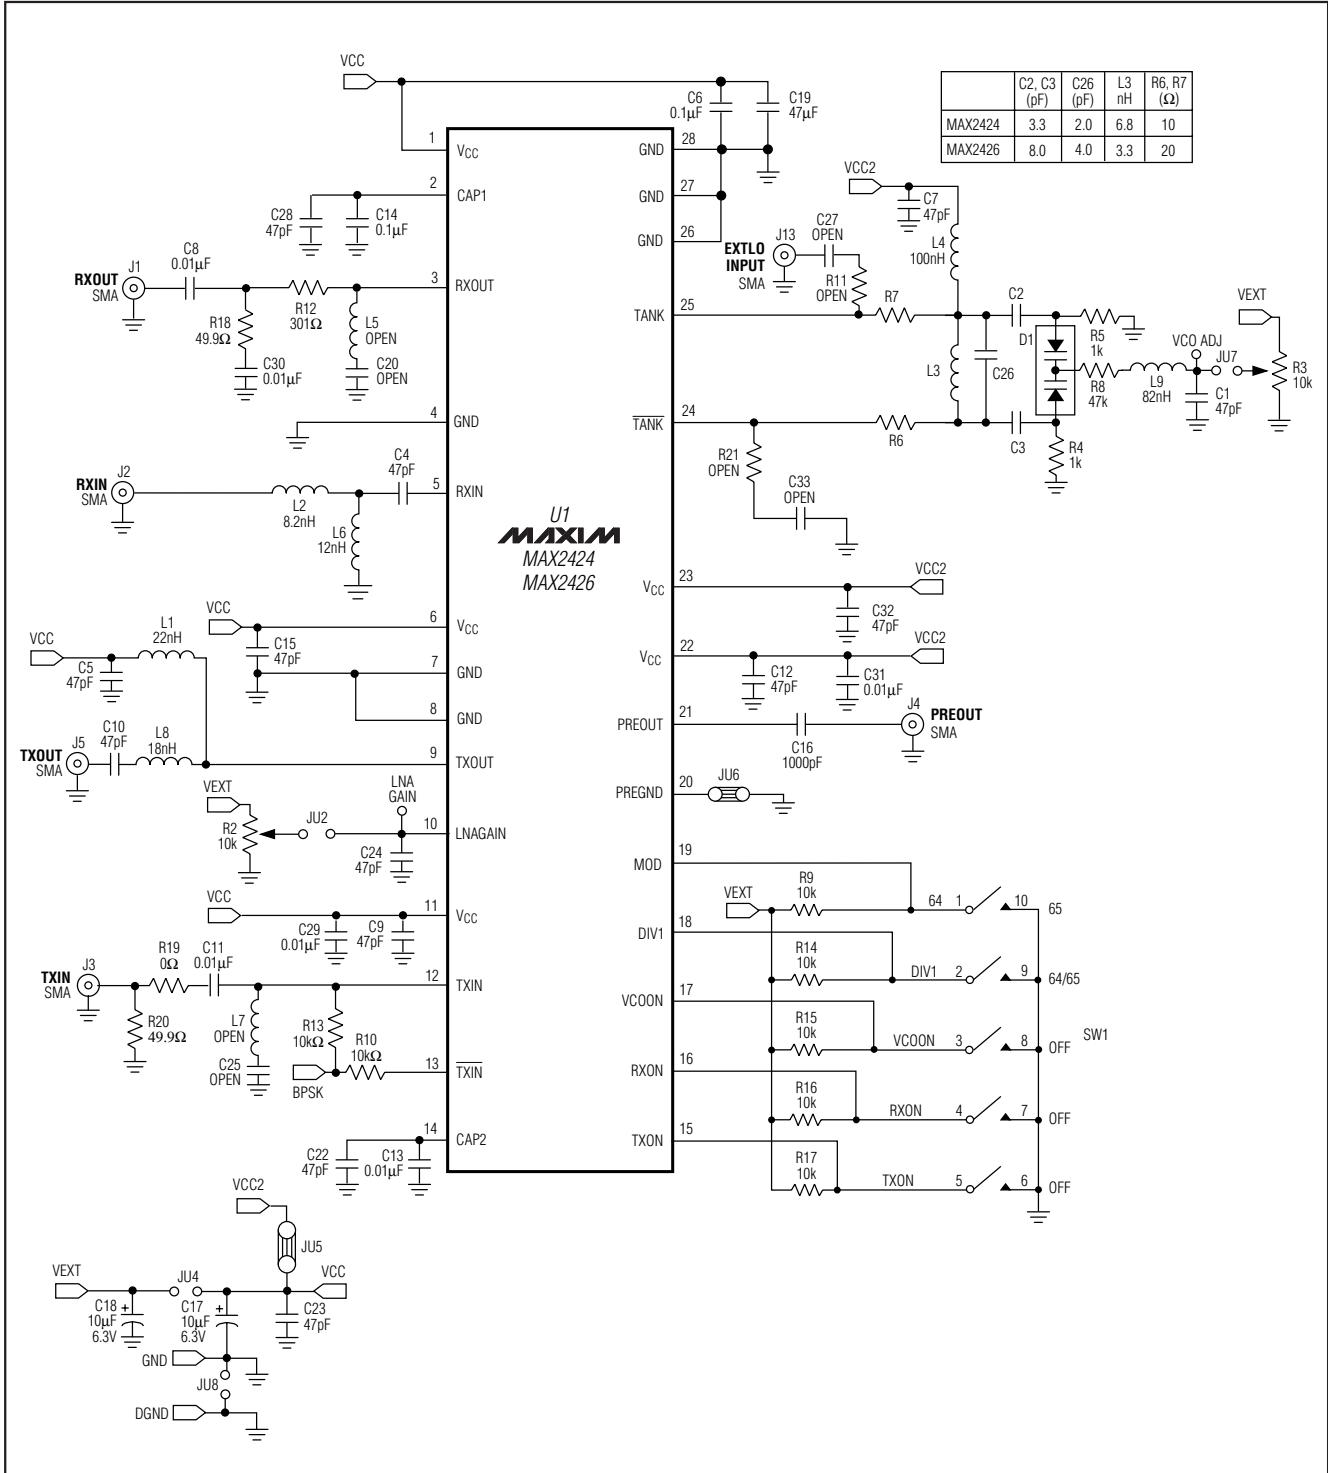 VCC
C6
0.1µF
C19
47µF
C2, C3 (pF) C26 (pF) L3 nH R6, R7 (Ω)
MAX2424 3.3 2.0 6.8 10
MAX2426 8.0 4.0 3.3 20
1
VCC
28
GND
2
CAP1
27
GND
26
GND
C28
47pF
C14
0.1µF
VCC2
C7
47pF
L4
100nH
C27
OPEN
J13
EXTLO
INPUT
SMA
R11
OPEN
C8
0.01µF
J1
RXOUT
SMA
R12
301Ω
3
RXOUT
25
TANK
R7
C2
R18
49.9Ω
L5
OPEN
C30
0.01µF
C20
OPEN
D1
R5
1k
VEXT
VCO ADJ
JU7
R3
10k
L3
C26
R8
47k
L9
82nH
C1
47pF
4
GND
24
TANK
R6
C3
R4
1k
R21
OPEN
C33
OPEN
J2
RXIN
SMA
L2
8.2nH
C4
47pF
5
RXIN
L6
12nH
U1
MAXIM
MAX2424
MAX2426
23
VCC
VCC2
C32
47pF
VCC
6
VCC
C15
47pF
22
VCC
VCC2
C12
47pF
C31
0.01µF
L1
22nH
VCC
C5
47pF
7
GND
8
GND
21
PREOUT
C16
1000pF
J4
PREOUT
SMA
C10
47pF
J5
TXOUT
SMA
L8
18nH
9
TXOUT
20
PREGND
JU6
VEXT
R2
10k
JU2
LNA
GAIN
10
LNAGAIN
C24
47pF
19
MOD
VEXT
R9
10k
64 1 10 65
VCC
11
VCC
C29
0.01µF
C9
47pF
18
DIV1
R14
10k
DIV1 2 9 64/65
J3
TXIN
SMA
R19
0Ω
C11
0.01µF
12
TXIN
17
VCOON
R15
10k
VCOON 3 8 OFF
SW1
R20
49.9Ω
L7
OPEN
R13
10kΩ
R10
10kΩ
C25
OPEN
BPSK
13
TXIN
16
RXON
R16
10k
RXON 4 7 OFF
14
CAP2
C22
47pF
C13
0.01µF
15
TXON
R17
10k
TXON 5 6 OFF
VCC2
JU5
VEXT
JU4
VCC
C18
10µF
6.3V
+
C17
10µF
6.3V
+
C23
47pF
GND
JU8
DGND